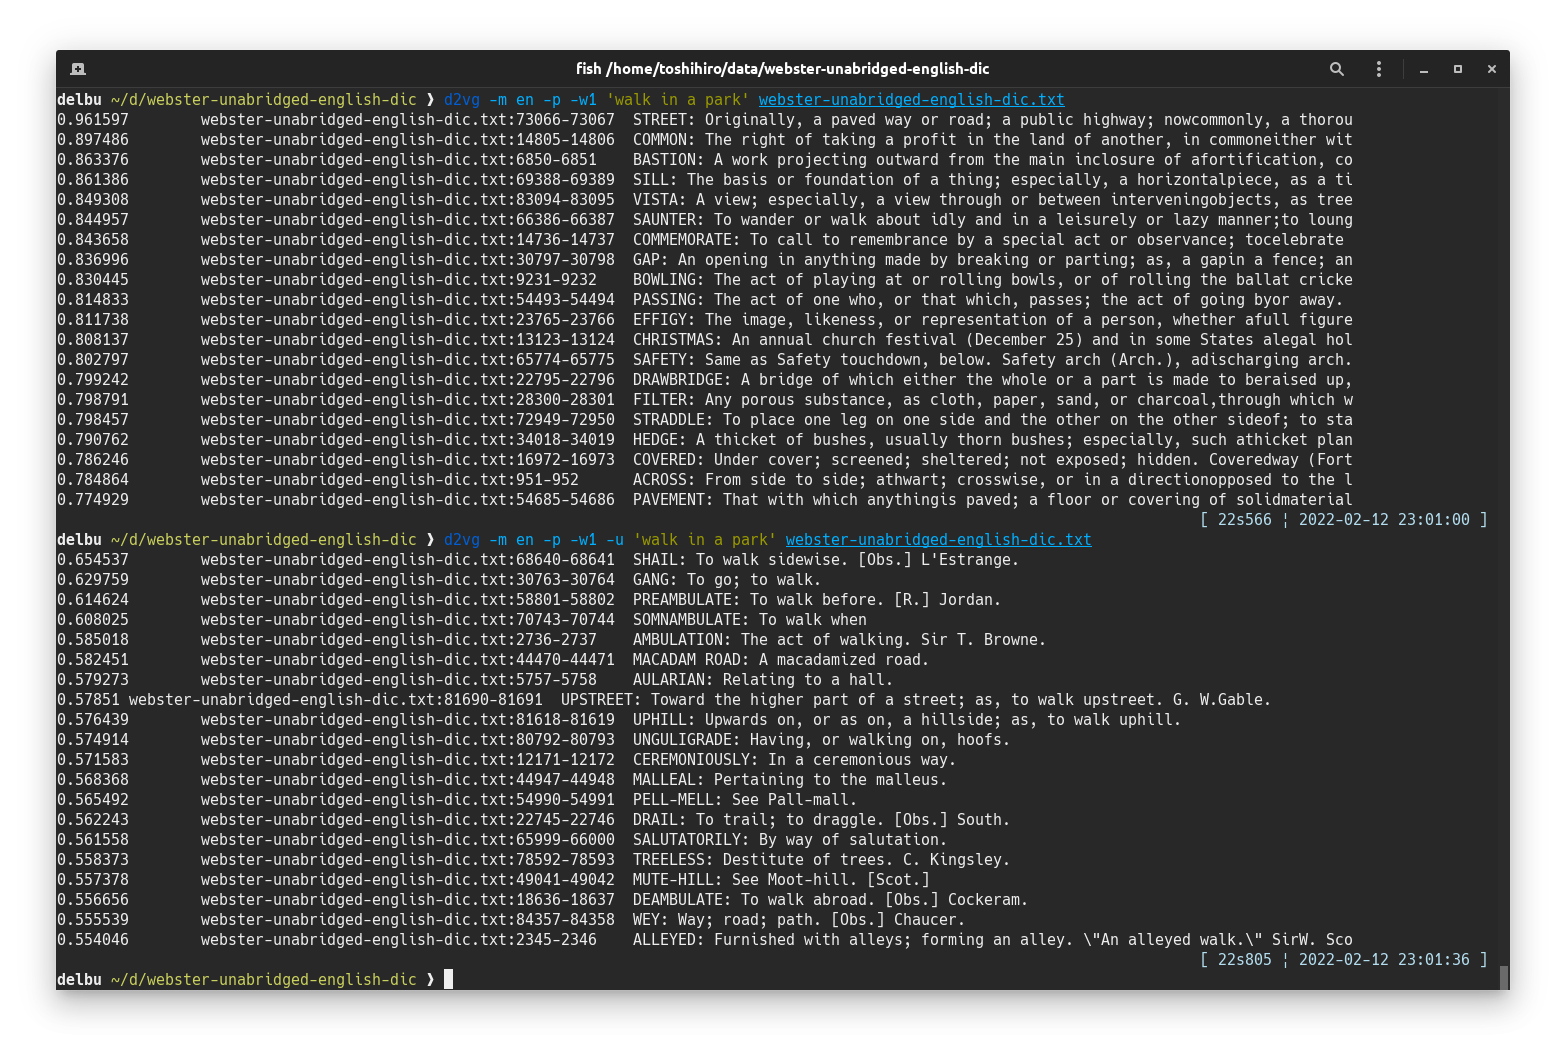 fish /home/toshihiro/data/webster-unabridged-english-dic
delbu ~/d/webster-unabridged-english-dic ❱ d2vg -m en -p -w1 'walk in a park' webster-unabridged-english-dic.txt
0.961597 webster-unabridged-english-dic.txt:73066-73067 STREET: Originally, a paved way or road; a public highway; nowcommonly, a thorou
0.897486 webster-unabridged-english-dic.txt:14805-14806 COMMON: The right of taking a profit in the land of another, in commoneither wit
0.863376 webster-unabridged-english-dic.txt:6850-6851 BASTION: A work projecting outward from the main inclosure of afortification, co
0.861386 webster-unabridged-english-dic.txt:69388-69389 SILL: The basis or foundation of a thing; especially, a horizontalpiece, as a ti
0.849308 webster-unabridged-english-dic.txt:83094-83095 VISTA: A view; especially, a view through or between interveningobjects, as tree
0.844957 webster-unabridged-english-dic.txt:66386-66387 SAUNTER: To wander or walk about idly and in a leisurely or lazy manner;to loung
0.843658 webster-unabridged-english-dic.txt:14736-14737 COMMEMORATE: To call to remembrance by a special act or observance; tocelebrate
0.836996 webster-unabridged-english-dic.txt:30797-30798 GAP: An opening in anything made by breaking or parting; as, a gapin a fence; an
0.830445 webster-unabridged-english-dic.txt:9231-9232 BOWLING: The act of playing at or rolling bowls, or of rolling the ballat cricke
0.814833 webster-unabridged-english-dic.txt:54493-54494 PASSING: The act of one who, or that which, passes; the act of going byor away.
0.811738 webster-unabridged-english-dic.txt:23765-23766 EFFIGY: The image, likeness, or representation of a person, whether afull figure
0.808137 webster-unabridged-english-dic.txt:13123-13124 CHRISTMAS: An annual church festival (December 25) and in some States alegal hol
0.802797 webster-unabridged-english-dic.txt:65774-65775 SAFETY: Same as Safety touchdown, below. Safety arch (Arch.), adischarging arch.
0.799242 webster-unabridged-english-dic.txt:22795-22796 DRAWBRIDGE: A bridge of which either the whole or a part is made to beraised up,
0.798791 webster-unabridged-english-dic.txt:28300-28301 FILTER: Any porous substance, as cloth, paper, sand, or charcoal,through which w
0.798457 webster-unabridged-english-dic.txt:72949-72950 STRADDLE: To place one leg on one side and the other on the other sideof; to sta
0.790762 webster-unabridged-english-dic.txt:34018-34019 HEDGE: A thicket of bushes, usually thorn bushes; especially, such athicket plan
0.786246 webster-unabridged-english-dic.txt:16972-16973 COVERED: Under cover; screened; sheltered; not exposed; hidden. Coveredway (Fort
0.784864 webster-unabridged-english-dic.txt:951-952 ACROSS: From side to side; athwart; crosswise, or in a directionopposed to the l
0.774929 webster-unabridged-english-dic.txt:54685-54686 PAVEMENT: That with which anythingis paved; a floor or covering of solidmaterial
[ 22s566 ¦ 2022-02-12 23:01:00 ]
delbu ~/d/webster-unabridged-english-dic ❱ d2vg -m en -p -w1 -u 'walk in a park' webster-unabridged-english-dic.txt
0.654537 webster-unabridged-english-dic.txt:68640-68641 SHAIL: To walk sidewise. [Obs.] L'Estrange.
0.629759 webster-unabridged-english-dic.txt:30763-30764 GANG: To go; to walk.
0.614624 webster-unabridged-english-dic.txt:58801-58802 PREAMBULATE: To walk before. [R.] Jordan.
0.608025 webster-unabridged-english-dic.txt:70743-70744 SOMNAMBULATE: To walk when
0.585018 webster-unabridged-english-dic.txt:2736-2737 AMBULATION: The act of walking. Sir T. Browne.
0.582451 webster-unabridged-english-dic.txt:44470-44471 MACADAM ROAD: A macadamized road.
0.579273 webster-unabridged-english-dic.txt:5757-5758 AULARIAN: Relating to a hall.
0.57851 webster-unabridged-english-dic.txt:81690-81691 UPSTREET: Toward the higher part of a street; as, to walk upstreet. G. W.Gable.
0.576439 webster-unabridged-english-dic.txt:81618-81619 UPHILL: Upwards on, or as on, a hillside; as, to walk uphill.
0.574914 webster-unabridged-english-dic.txt:80792-80793 UNGULIGRADE: Having, or walking on, hoofs.
0.571583 webster-unabridged-english-dic.txt:12171-12172 CEREMONIOUSLY: In a ceremonious way.
0.568368 webster-unabridged-english-dic.txt:44947-44948 MALLEAL: Pertaining to the malleus.
0.565492 webster-unabridged-english-dic.txt:54990-54991 PELL-MELL: See Pall-mall.
0.562243 webster-unabridged-english-dic.txt:22745-22746 DRAIL: To trail; to draggle. [Obs.] South.
0.561558 webster-unabridged-english-dic.txt:65999-66000 SALUTATORILY: By way of salutation.
0.558373 webster-unabridged-english-dic.txt:78592-78593 TREELESS: Destitute of trees. C. Kingsley.
0.557378 webster-unabridged-english-dic.txt:49041-49042 MUTE-HILL: See Moot-hill. [Scot.]
0.556656 webster-unabridged-english-dic.txt:18636-18637 DEAMBULATE: To walk abroad. [Obs.] Cockeram.
0.555539 webster-unabridged-english-dic.txt:84357-84358 WEY: Way; road; path. [Obs.] Chaucer.
0.554046 webster-unabridged-english-dic.txt:2345-2346 ALLEYED: Furnished with alleys; forming an alley. \"An alleyed walk.\" SirW. Sco
[ 22s805 ¦ 2022-02-12 23:01:36 ]
delbu ~/d/webster-unabridged-english-dic ❱